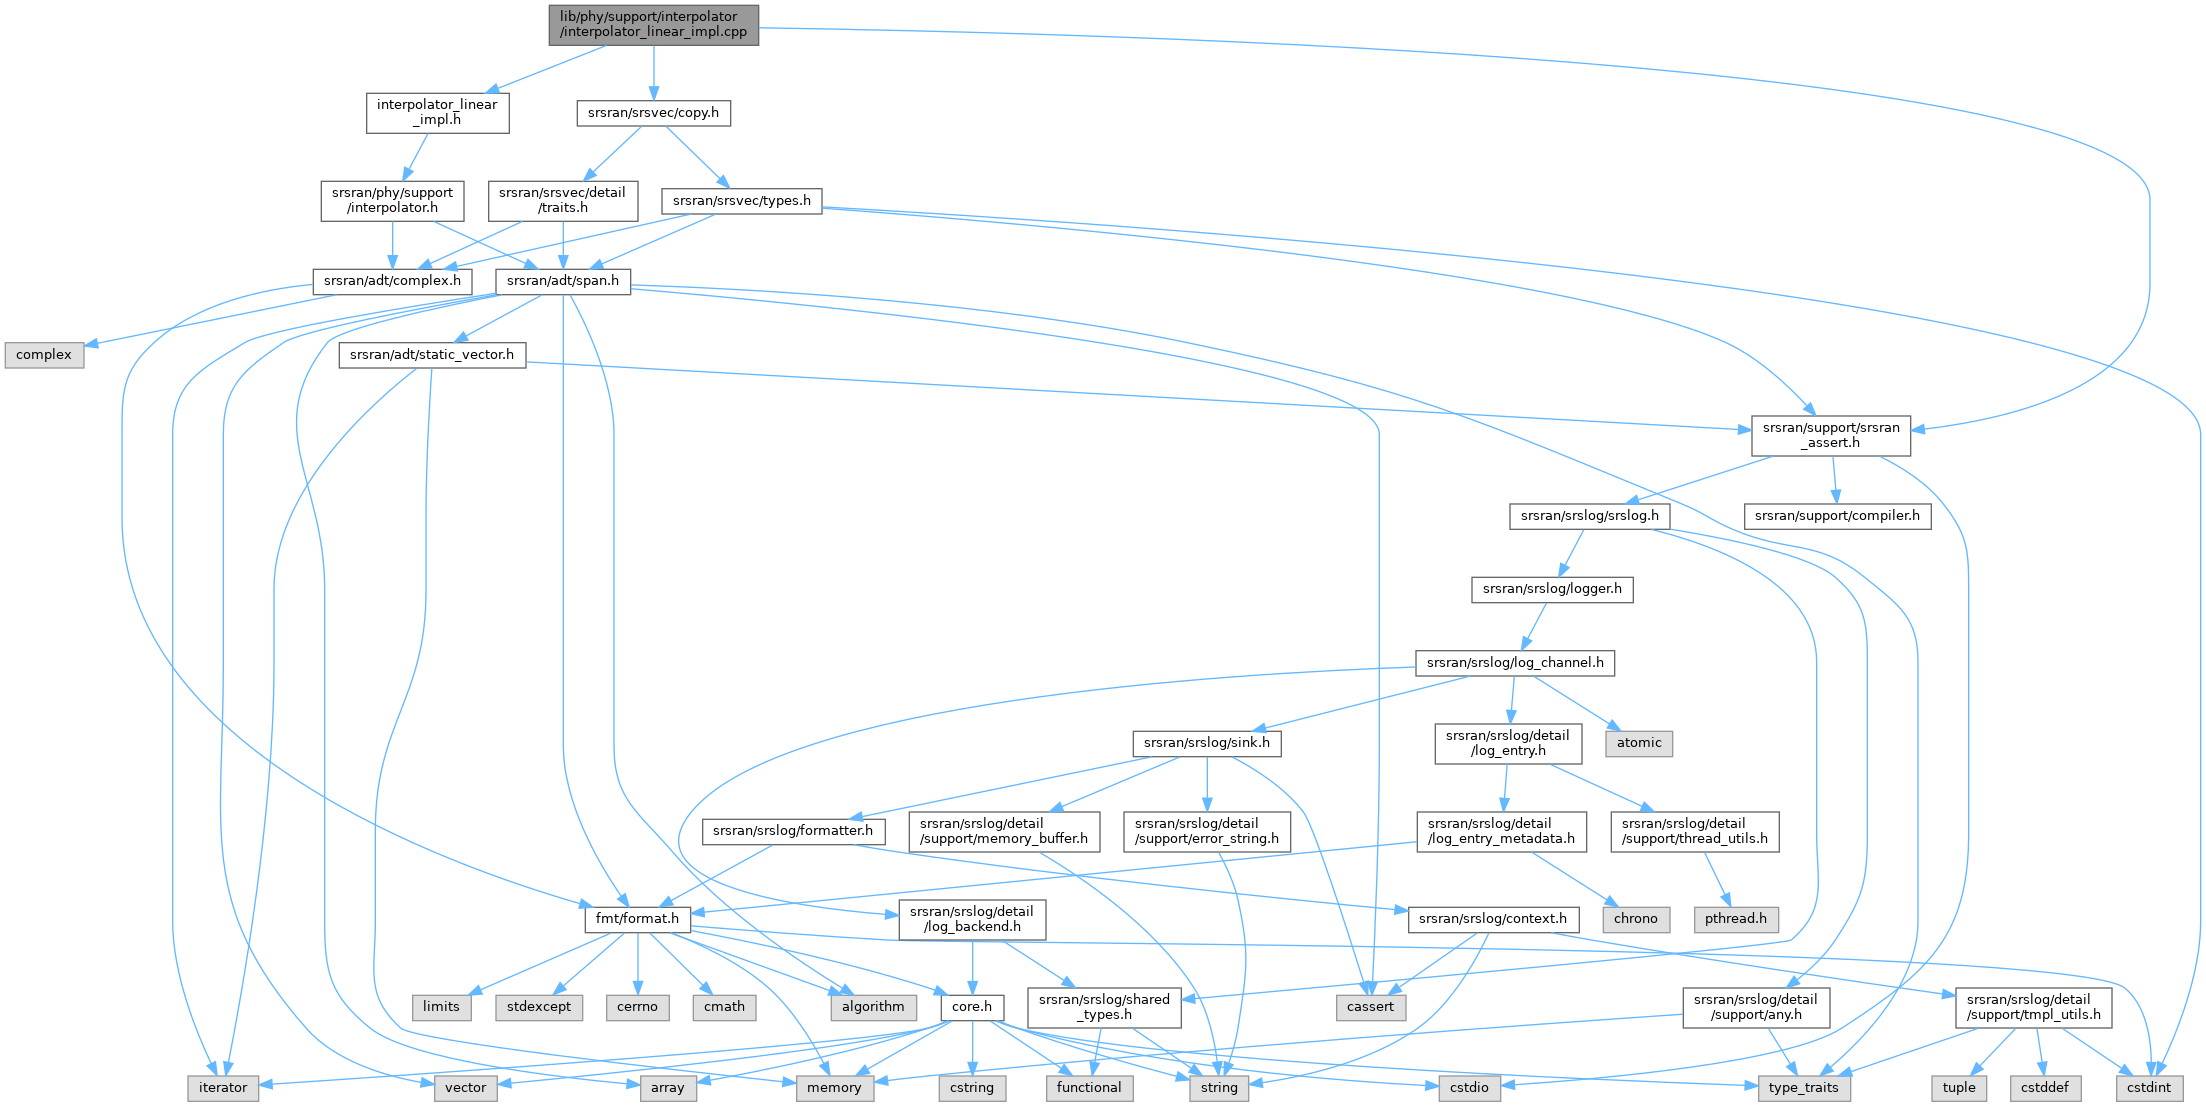 lib/phy/support/interpolator
/interpolator_linear_impl.cpp
interpolator_linear
_impl.h
srsran/srsvec/copy.h
srsran/phy/support
/interpolator.h
srsran/srsvec/detail
/traits.h
srsran/srsvec/types.h
srsran/adt/complex.h
srsran/adt/span.h
complex
srsran/adt/static_vector.h
srsran/support/srsran
_assert.h
srsran/srslog/srslog.h
srsran/support/compiler.h
srsran/srslog/logger.h
srsran/srslog/log_channel.h
srsran/srslog/sink.h
srsran/srslog/detail
/log_entry.h
atomic
srsran/srslog/formatter.h
srsran/srslog/detail
/support/memory_buffer.h
srsran/srslog/detail
/support/error_string.h
srsran/srslog/detail
/log_entry_metadata.h
srsran/srslog/detail
/support/thread_utils.h
fmt/format.h
srsran/srslog/detail
/log_backend.h
srsran/srslog/context.h
chrono
pthread.h
limits
stdexcept
cerrno
cmath
algorithm
core.h
srsran/srslog/shared
_types.h
cassert
srsran/srslog/detail
/support/any.h
srsran/srslog/detail
/support/tmpl_utils.h
iterator
vector
array
memory
cstring
functional
string
cstdio
type_traits
tuple
cstddef
cstdint